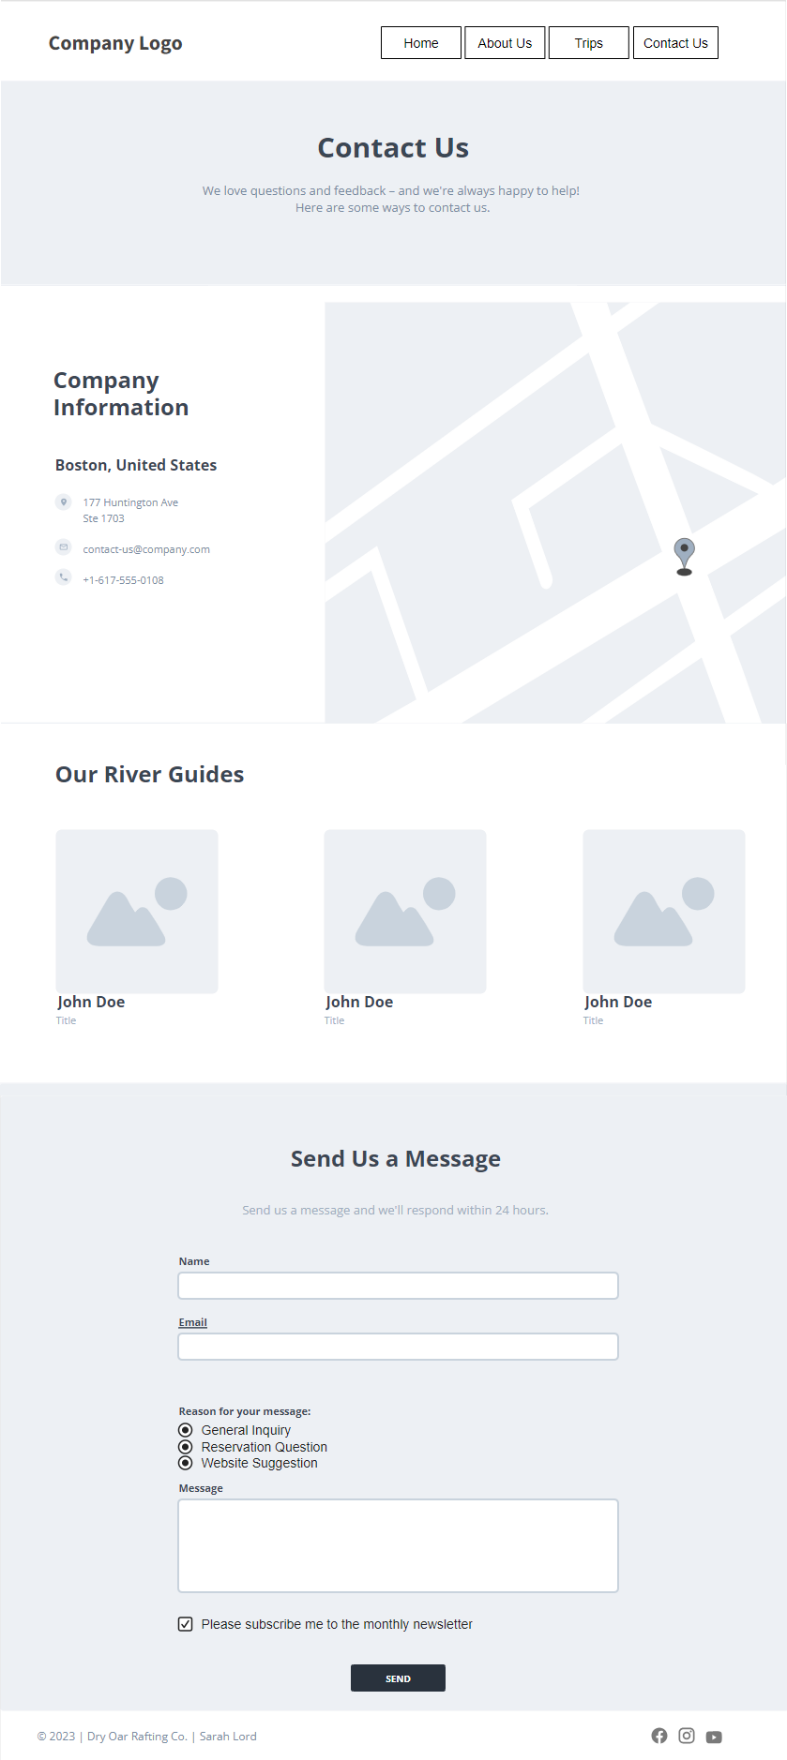 Company Logo
Home
About Us
Trips
Contact Us
Contact Us
We love questions and feedback – and we're always happy to help!
Here are some ways to contact us.
Company
Information
Boston, United States
177 Huntington Ave
Ste 1703
contact-us@company.com
+1-617-555-0108
Our River Guides
John Doe
Title
John Doe
Title
John Doe
Title
Send Us a Message
Send us a message and we'll respond within 24 hours.
Name
Email
Reason for your message:
General Inquiry
Reservation Question
Website Suggestion
Message
Please subscribe me to the monthly newsletter
SEND
© 2023 | Dry Oar Rafting Co. | Sarah Lord